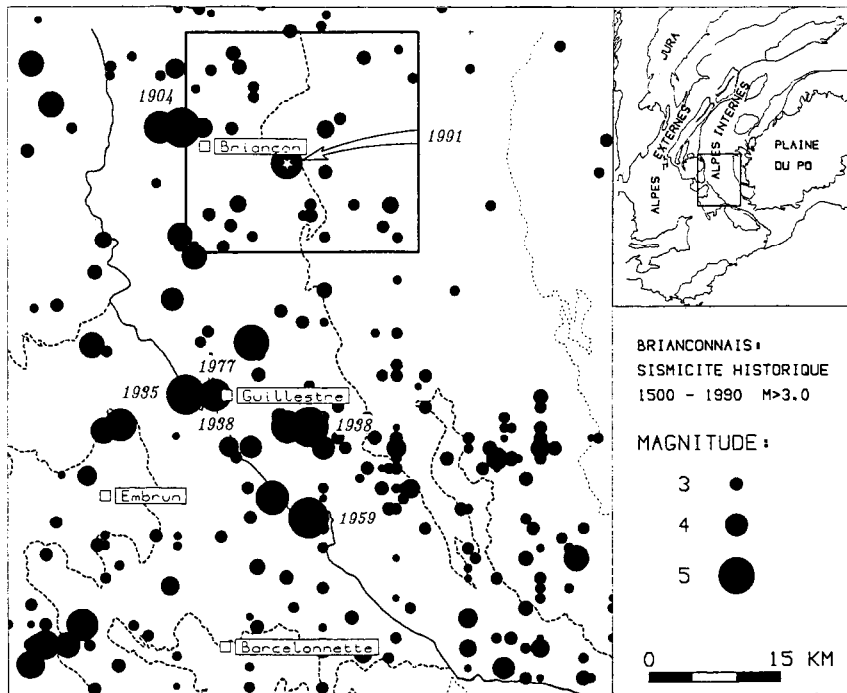 1904
Briançon
1991
1977
1935
Guillestre
1938
1938
Embrun
1959
Barcelonnette
JURA
ALPES EXTERNES
ALPES INTERNES
PLAINE
DU PO
BRIANCONNAIS:
SISMICITE HISTORIQUE
1500 - 1990 M>3.0
MAGNITUDE:
3
4
5
0 15 KM